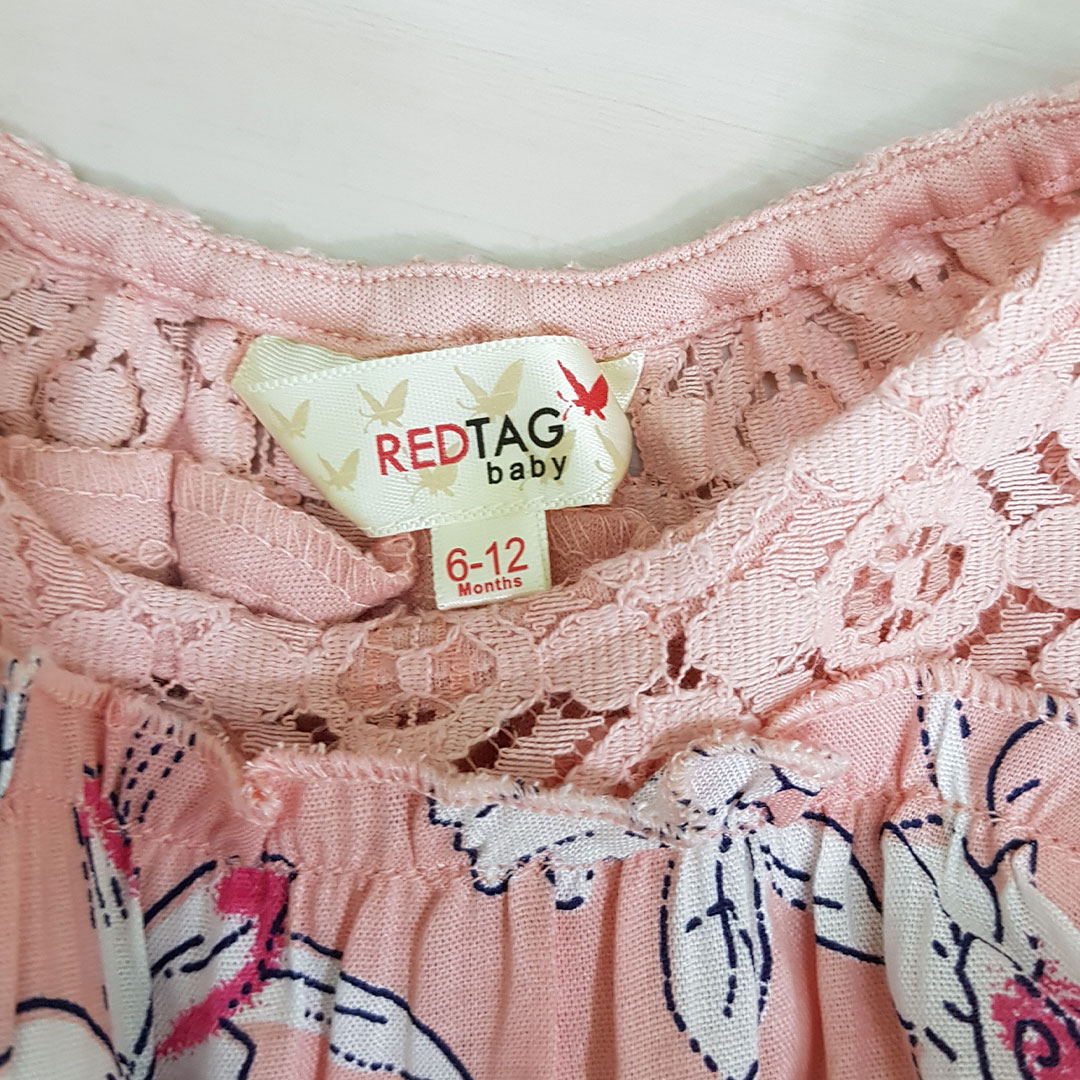 REDTAG
baby
6-12
Months